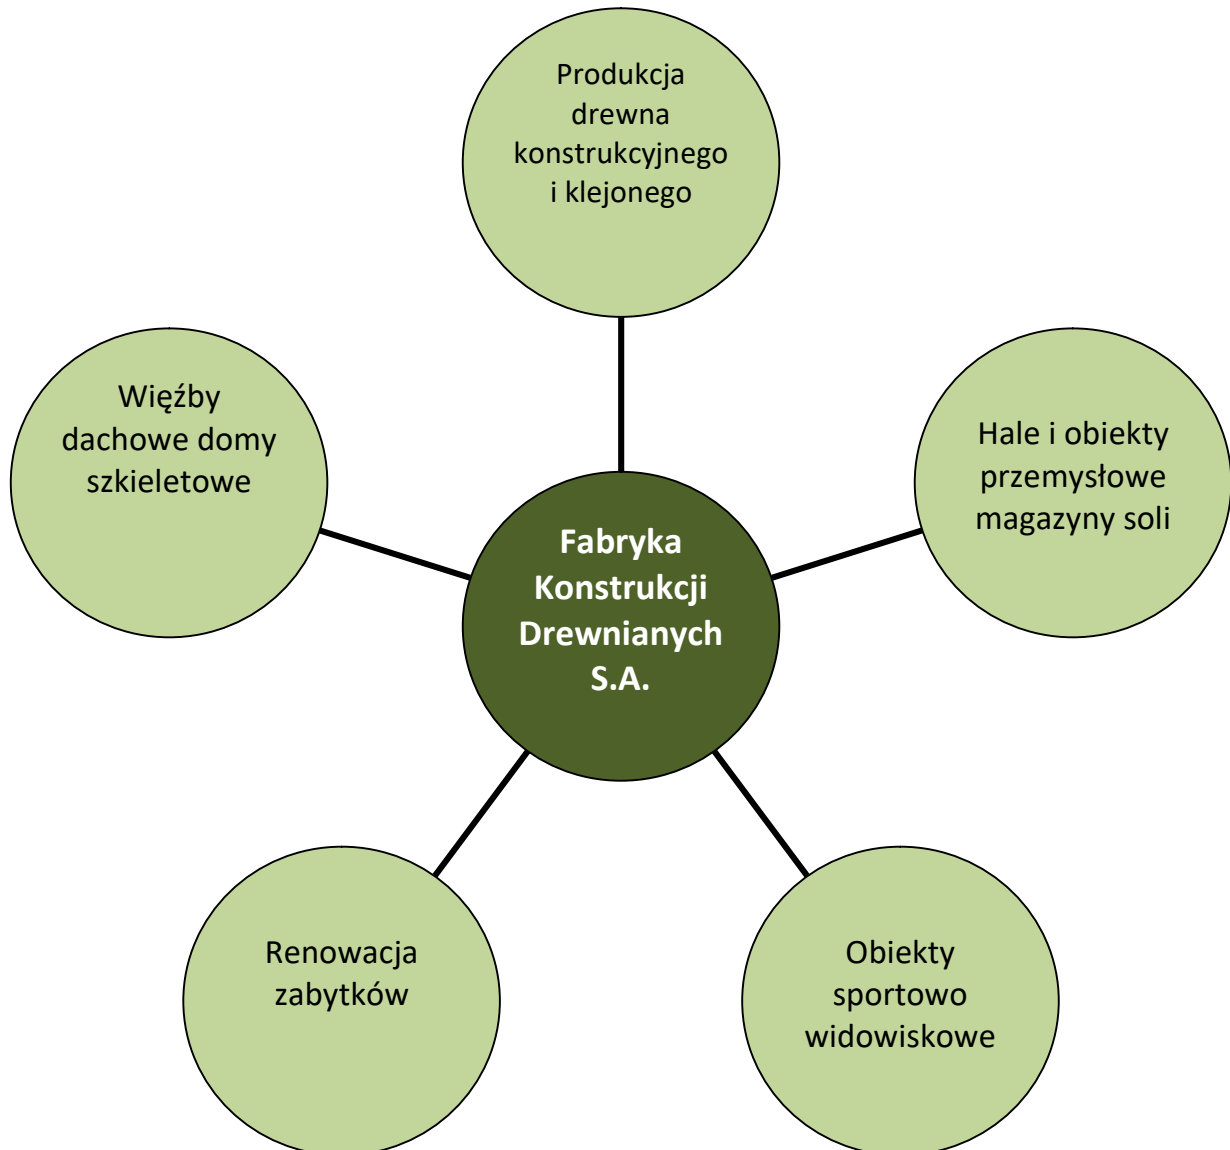 Produkcja
drewna
konstrukcyjnego
i klejonego
Więźby
dachowe domy
szkieletowe
Hale i obiekty
przemysłowe
magazyny soli
Fabryka
Konstrukcji
Drewnianych
S.A.
Renowacja
zabytków
Obiekty
sportowo
widowiskowe